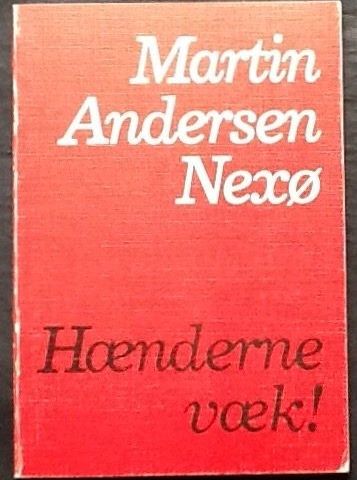 Martin
Andersen
Nexø
Hænderne
væk!